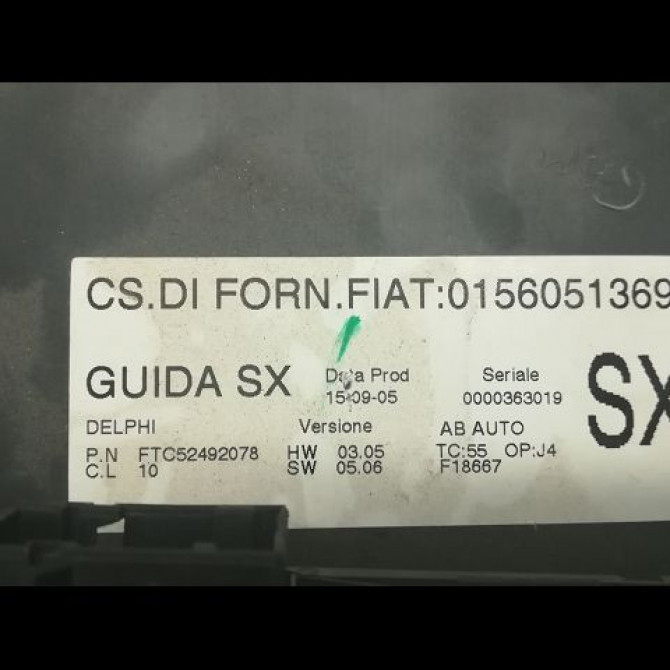 CS.DI FORN.FIAT:0156051369
GUIDA SX
Data Prod
15-09-05
Seriale
0000363019
SX
DELPHI
P.N FTC52492078
C.L 10
Versione
HW 03.05
SW 05.06
AB AUTO
TC:55 OP:J4
F18667